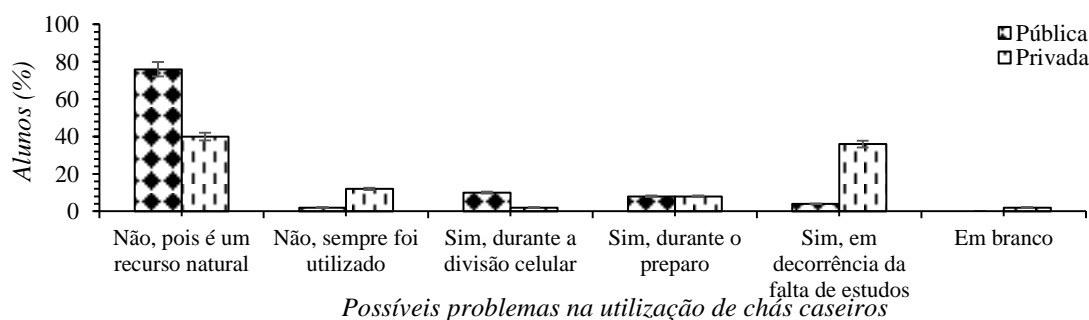 100
80
60
40
20
0
Alunos (%)
Pública
Privada
Não, pois é um
recurso natural
Não, sempre foi
utilizado
Sim, durante a
divisão celular
Sim, durante o
preparo
Sim, em
decorrência da
falta de estudos
Em branco
Possíveis problemas na utilização de chás caseiros